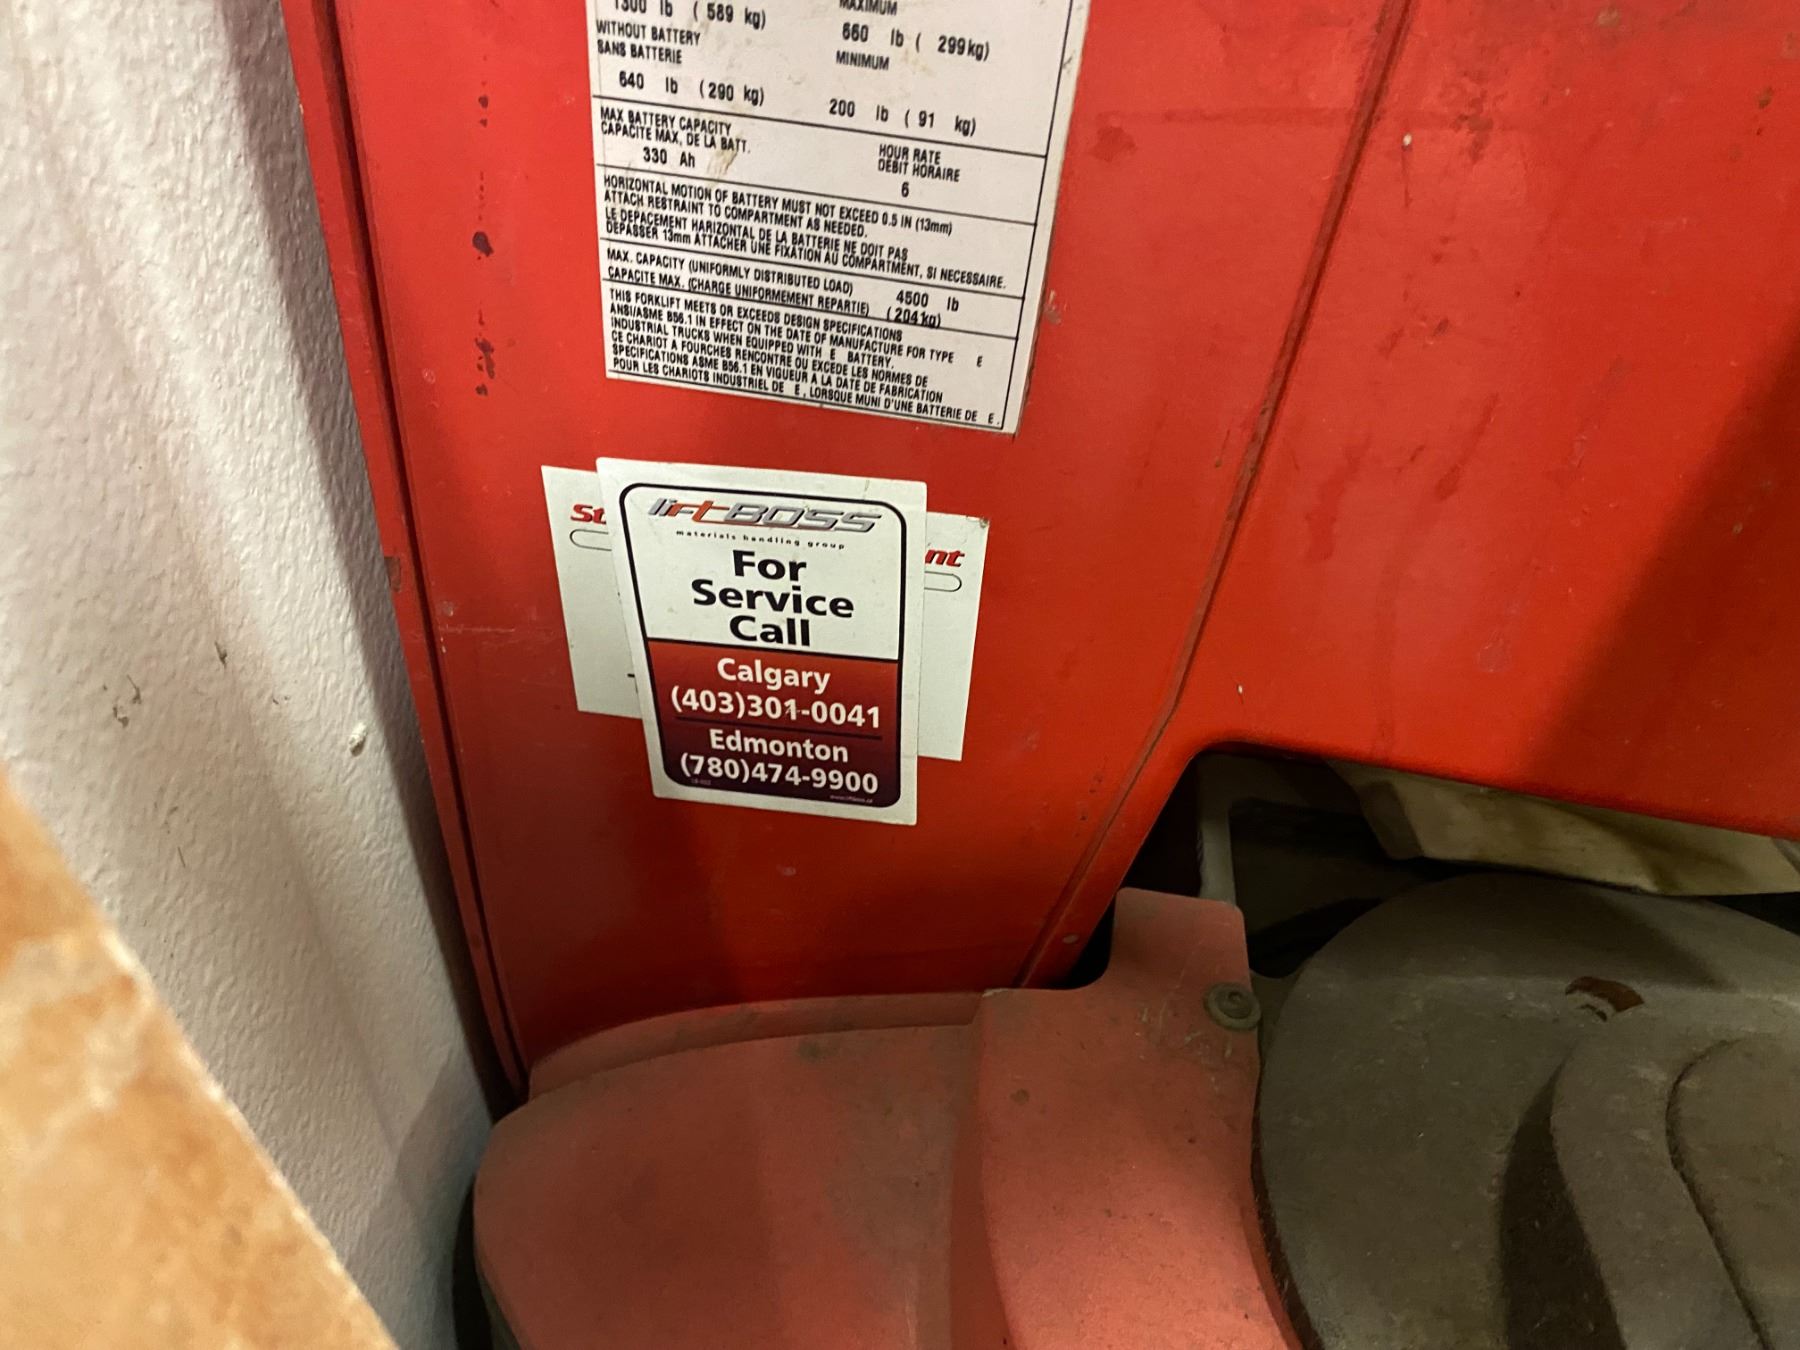 1300 lb ( 589 kg)
MAXIMUM
660 lb ( 299kg)
WITHOUT BATTERY
SANS BATTERIE
MINIMUM
640 lb ( 290 kg)
200 lb ( 91 kg)
MAX BATTERY CAPACITY
CAPACITE MAX, DE LA BATT.
330 Ah
HOUR RATE
DEBIT HORAIRE
6
HORIZONTAL MOTION OF BATTERY MUST NOT EXCEED 0.5 IN (13mm)
ATTACH RESTRAINT TO COMPARTMENT AS NEEDED.
LE DEPACEMENT HARIZONTAL DE LA BATTERIE NE DOIT PAS
DEPASSER 13mm ATTACHER UNE FIXATION AU COMPARTMENT, SI NECESSAIRE.
MAX. CAPACITY (UNIFORMLY DISTRIBUTED LOAD) 4500 lb
CAPACITE MAX. (CHARGE UNIFORMEMENT REPARTIE) ( 204 kg)
THIS FORKLIFT MEETS OR EXCEEDS DESIGN SPECIFICATIONS
ANSI/ASME B56.1 IN EFFECT ON THE DATE OF MANUFACTURE FOR TYPE E
INDUSTRIAL TRUCKS WHEN EQUIPPED WITH E BATTERY.
CE CHARIOT A FOURCHES RENCONTRE OU EXCEDE LES NORMES DE
SPECIFICATIONS ASME B56.1 EN VIGUEUR A LA DATE DE FABRICATION
POUR LES CHARIOTS INDUSTRIEL DE E , LORSQUE MUNI D'UNE BATTERIE DE E .
St
nt
liftBOSS
materials handling group
For
Service
Call
Calgary
(403)301-0041
Edmonton
(780)474-9900